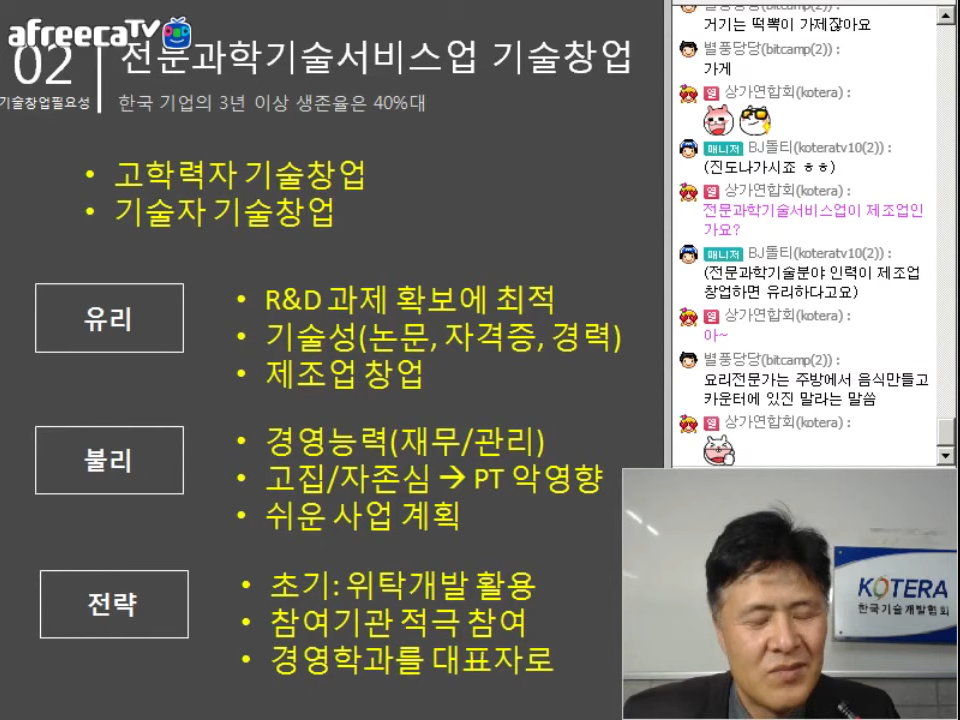 afreecaTV
02
기술창업필요성
전문과학기술서비스업 기술창업
한국 기업의 3년 이상 생존율은 40%대
• 고학력자 기술창업
• 기술자 기술창업
유리
• R&D 과제 확보에 최적
• 기술성(논문, 자격증, 경력)
• 제조업 창업
불리
• 경영능력(재무/관리)
• 고집/자존심 → PT 악영향
• 쉬운 사업 계획
전략
• 초기: 위탁개발 활용
• 참여기관 적극 참여
• 경영학과를 대표자로
별풍당당(bitcamp(2)) :
거기는 떡뽁이 가제잖아요
별풍당당(bitcamp(2)) :
가게
열 상가연합회(kotera) :
매니저 BJ톨티(koteratv10(2)) :
(진도나가시죠 ㅎㅎ)
열 상가연합회(kotera) :
전문과학기술서비스업이 제조업인
가요?
매니저 BJ톨티(koteratv10(2)) :
(전문과학기술분야 인력이 제조업
창업하면 유리하다고요)
열 상가연합회(kotera) :
아~
별풍당당(bitcamp(2)) :
요리전문가는 주방에서 음식만들고
카운터에 있진 말라는 말씀
열 상가연합회(kotera) :
KOTERA
한국기술개발협회